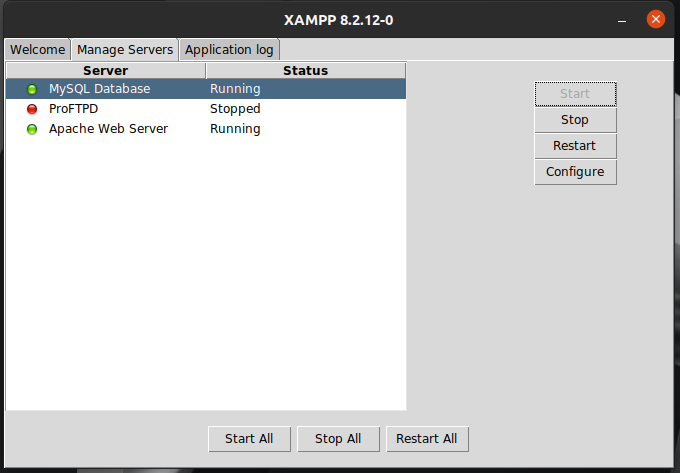 XAMPP 8.2.12-0
Welcome Manage Servers Application log
Server Status
MySQL Database Running
ProFTPD Stopped
Apache Web Server Running
Start
Stop
Restart
Configure
Start All Stop All Restart All